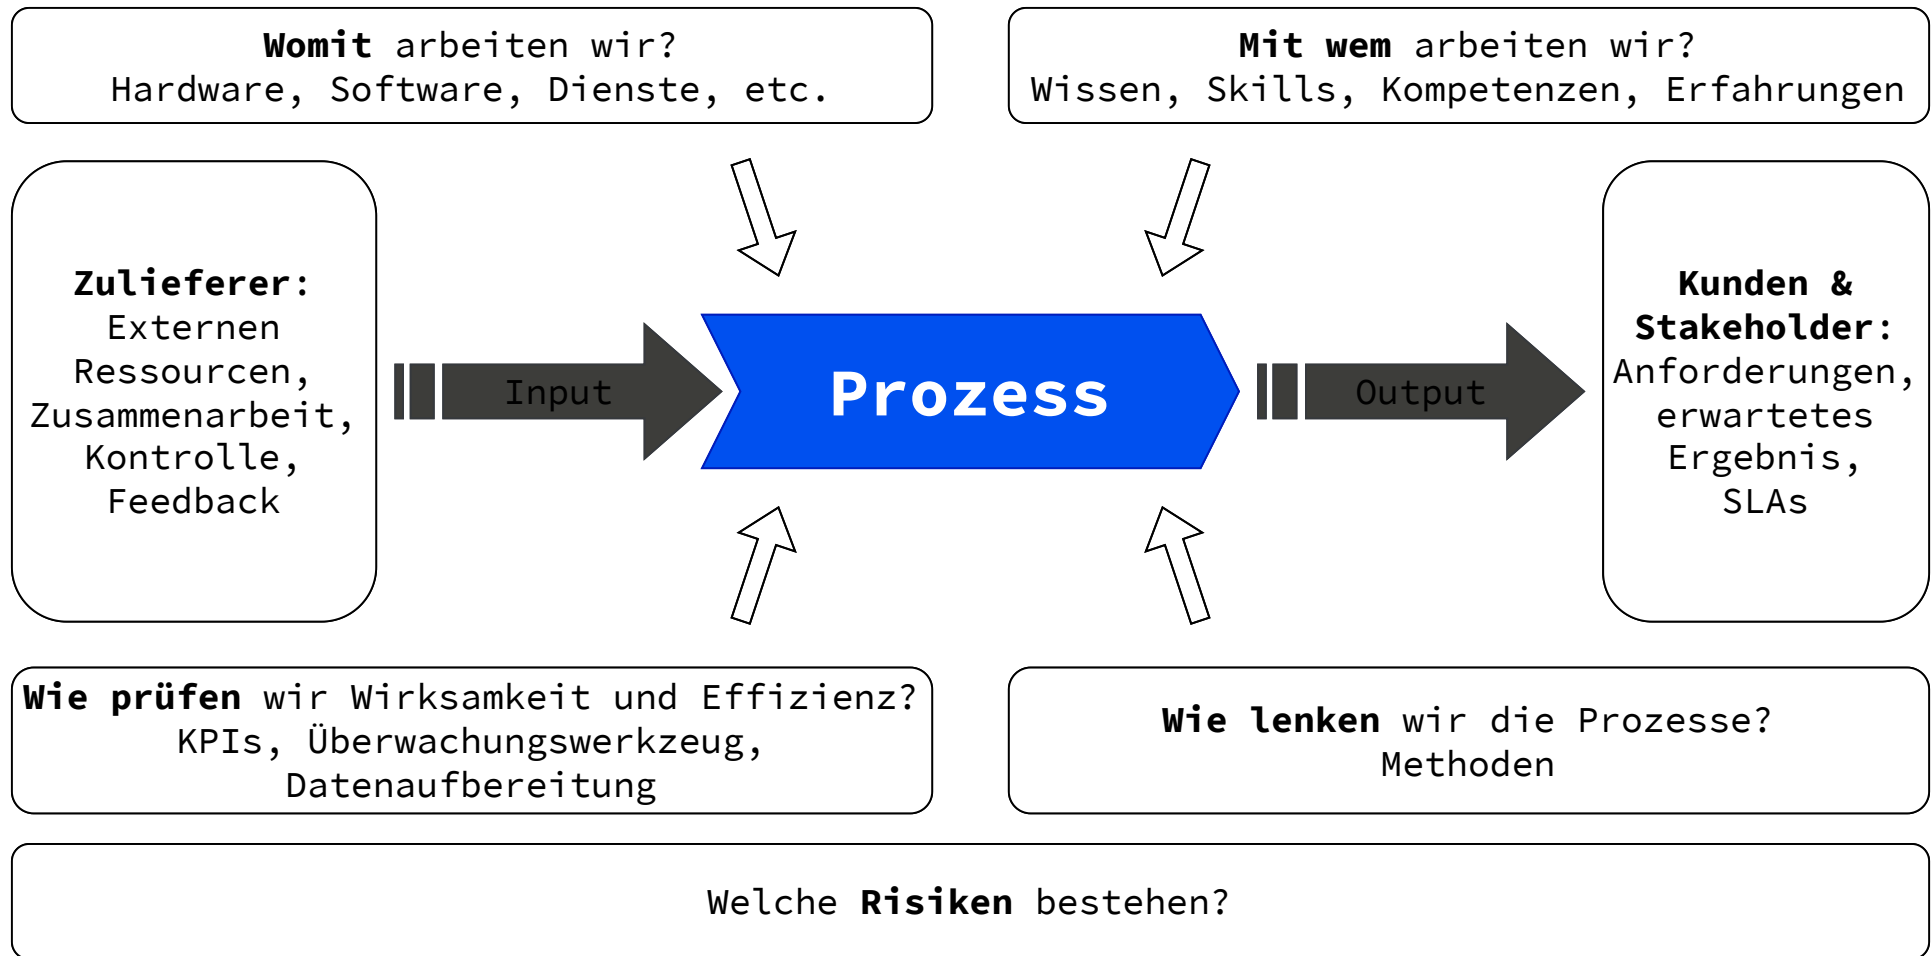 Womit arbeiten wir?
Hardware, Software, Dienste, etc.
Mit wem arbeiten wir?
Wissen, Skills, Kompetenzen, Erfahrungen
Zulieferer:
Externen
Ressourcen,
Zusammenarbeit,
Kontrolle,
Feedback
Input
Prozess
Output
Kunden &
Stakeholder:
Anforderungen,
erwartetes
Ergebnis,
SLAs
Wie prüfen wir Wirksamkeit und Effizienz?
KPIs, Überwachungswerkzeug,
Datenaufbereitung
Wie lenken wir die Prozesse?
Methoden
Welche Risiken bestehen?